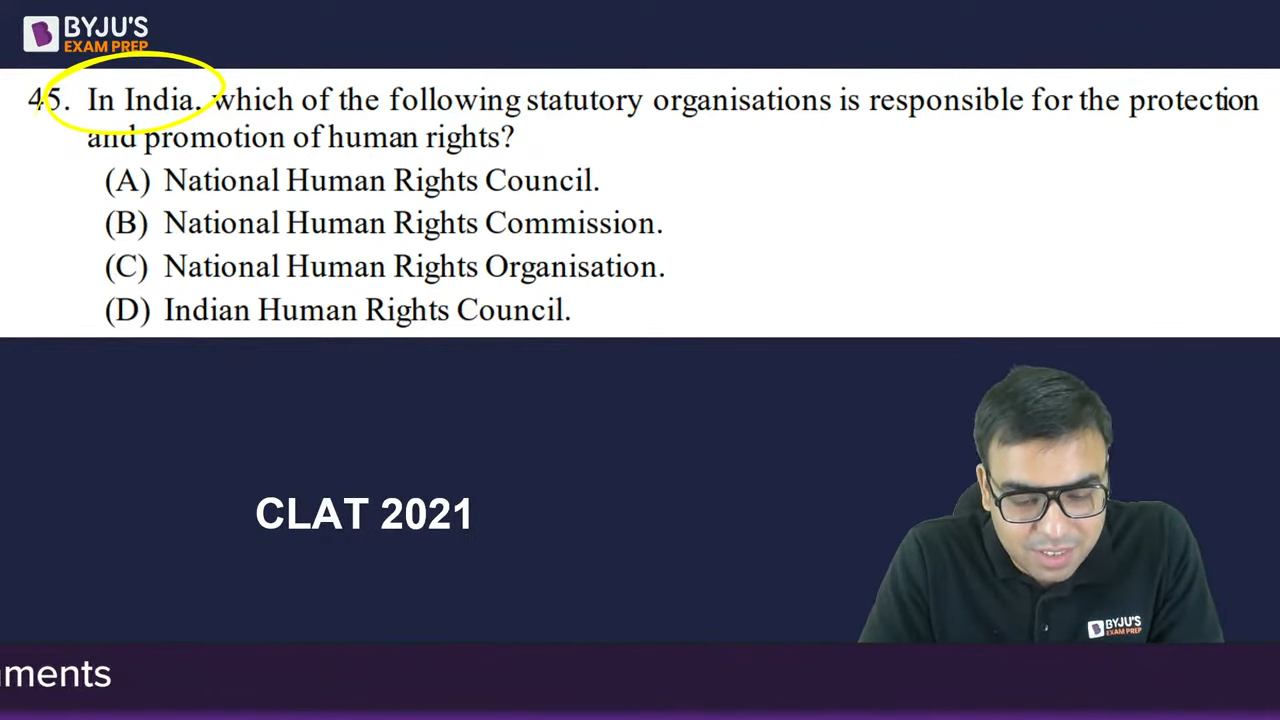 BYJU'S
EXAM PREP
45. In India. which of the following statutory organisations is responsible for the protection
and promotion of human rights?
(A) National Human Rights Council.
(B) National Human Rights Commission.
(C) National Human Rights Organisation.
(D) Indian Human Rights Council.
CLAT 2021
BYJU'S
EXAM PREP